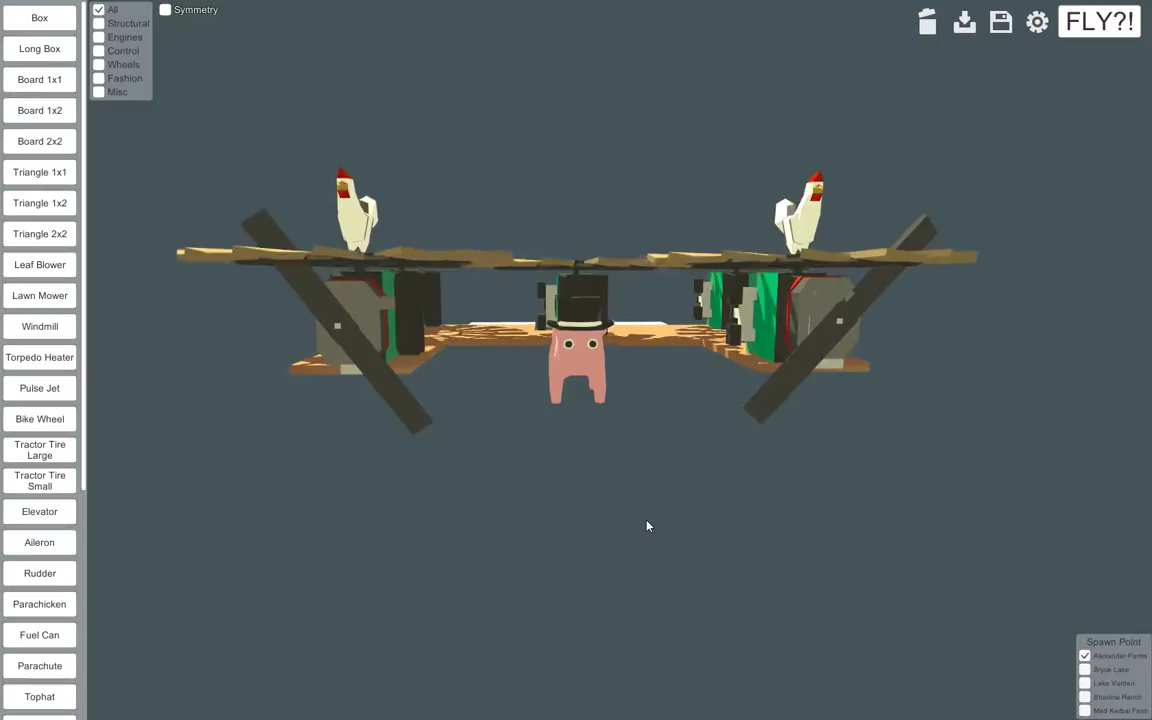 Box
Long Box
Board 1x1
Board 1x2
Board 2x2
Triangle 1x1
Triangle 1x2
Triangle 2x2
Leaf Blower
Lawn Mower
Windmill
Torpedo Heater
Pulse Jet
Bike Wheel
Tractor Tire
Large
Tractor Tire
Small
Elevator
Aileron
Rudder
Parachicken
Fuel Can
Parachute
Tophat
All
Structural
Engines
Control
Wheels
Fashion
Misc
Symmetry
FLY?!
Spawn Point
Alexander Farms
Bryce Lake
Lake Varden
Shadow Ranch
Med Kerbal Farm